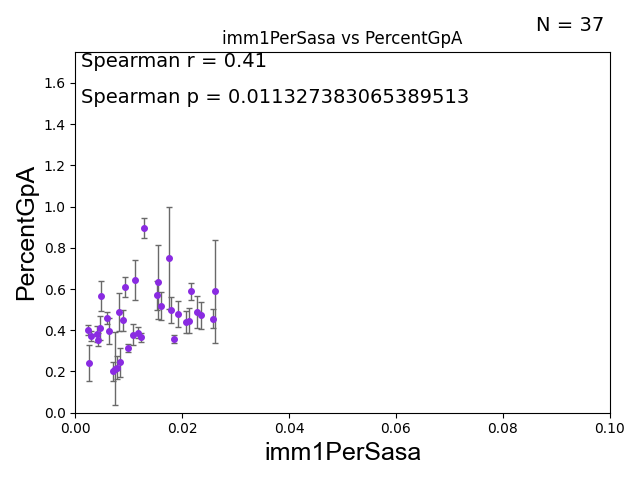 N = 37
imm1PerSasa vs PercentGpA
Spearman r = 0.41
Spearman p = 0.011327383065389513
1.6
1.4
1.2
1.0
0.8
0.6
0.4
0.2
0.0
PercentGpA
0.00 0.02 0.04 0.06 0.08 0.10
imm1PerSasa